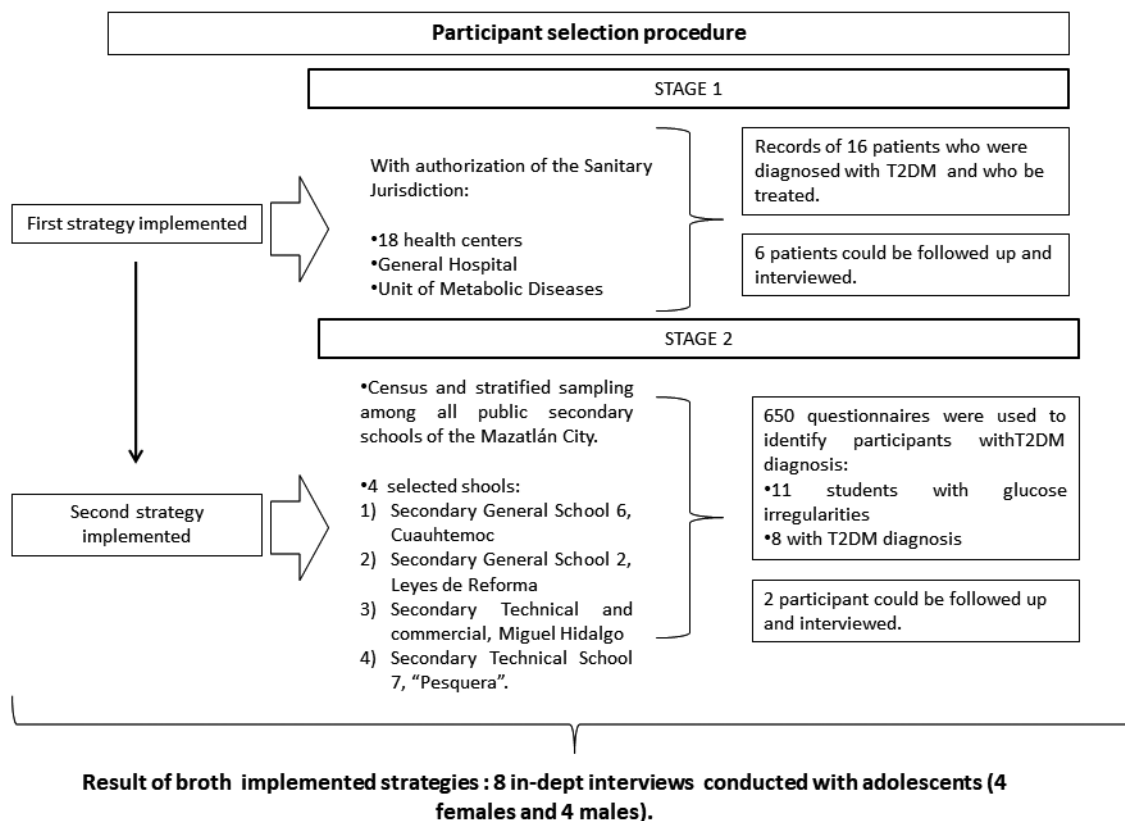 Participant selection procedure
STAGE 1
First strategy implemented
With authorization of the Sanitary
Jurisdiction:
•18 health centers
•General Hospital
•Unit of Metabolic Diseases
Records of 16 patients who were
diagnosed with T2DM and who be
treated.
6 patients could be followed up and
interviewed.
STAGE 2
Second strategy
implemented
•Census and stratified sampling
among all public secondary
schools of the Mazatlán City.
•4 selected shools:
1) Secondary General School 6,
Cuauhtemoc
2) Secondary General School 2,
Leyes de Reforma
3) Secondary Technical and
commercial, Miguel Hidalgo
4) Secondary Technical School
7, “Pesquera”.
650 questionnaires were used to
identify participants withT2DM
diagnosis:
•11 students with glucose
irregularities
•8 with T2DM diagnosis
2 participant could be followed up
and interviewed.
Result of broth implemented strategies : 8 in-dept interviews conducted with adolescents (4
females and 4 males).